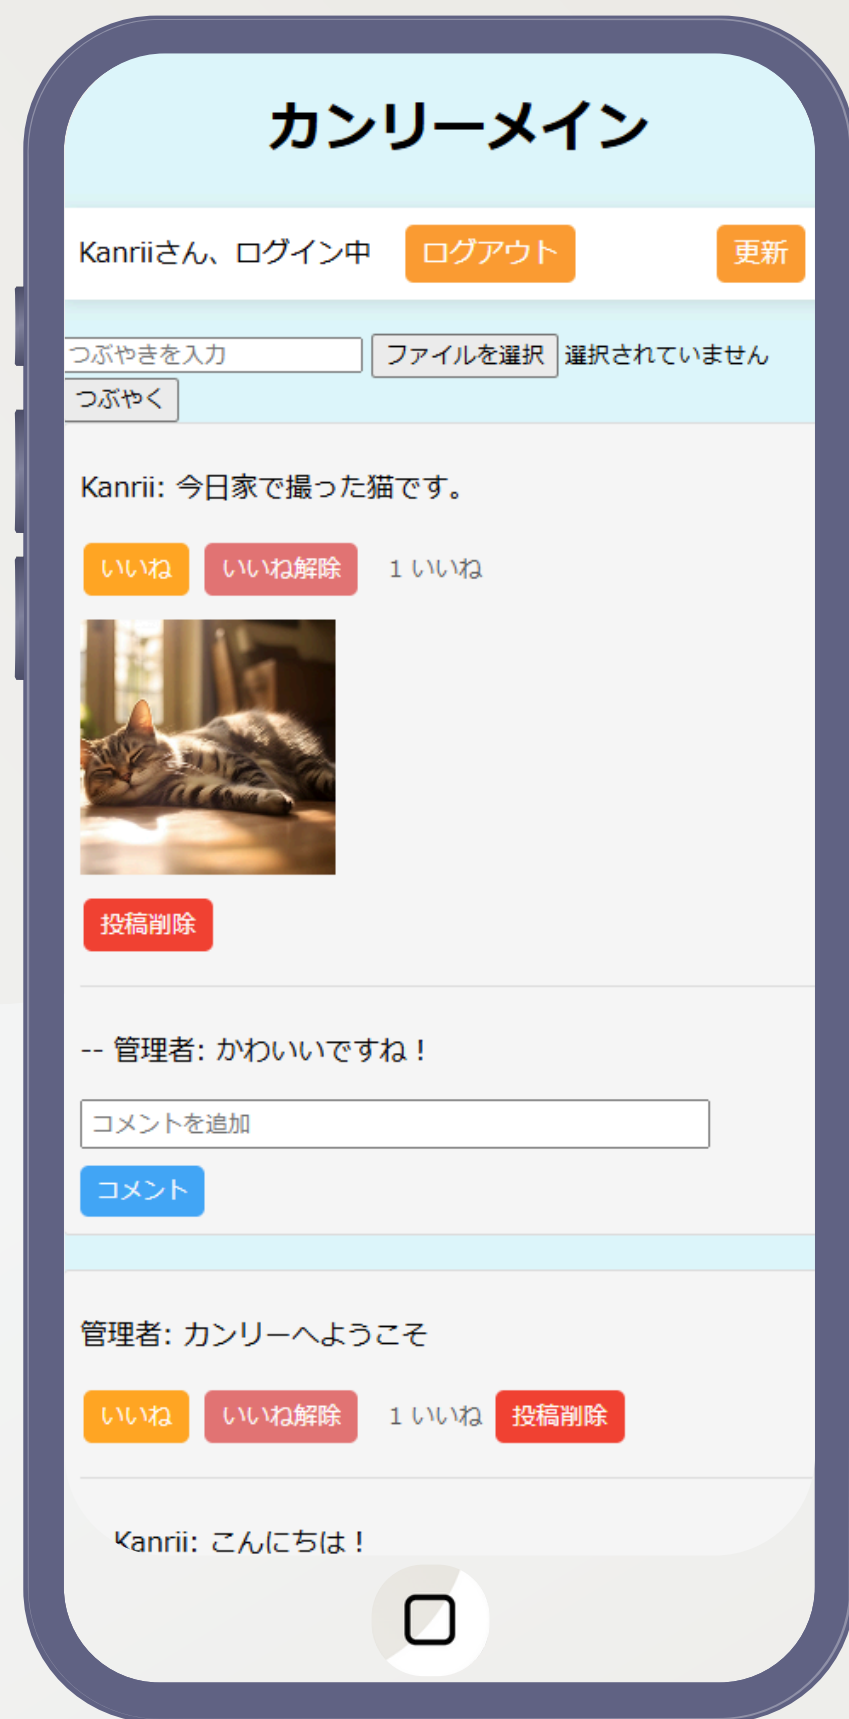 カンリーメイン
Kanriiさん、ログイン中 ログアウト 更新
つぶやきを入力 ファイルを選択 選択されていません
つぶやく
Kanrii: 今日家で撮った猫です。
いいね いいね解除 1 いいね
投稿削除
-- 管理者: かわいいですね！
コメントを追加
コメント
管理者: カンリーへようこそ
いいね いいね解除 1 いいね 投稿削除
Kanrii: こんにちは！